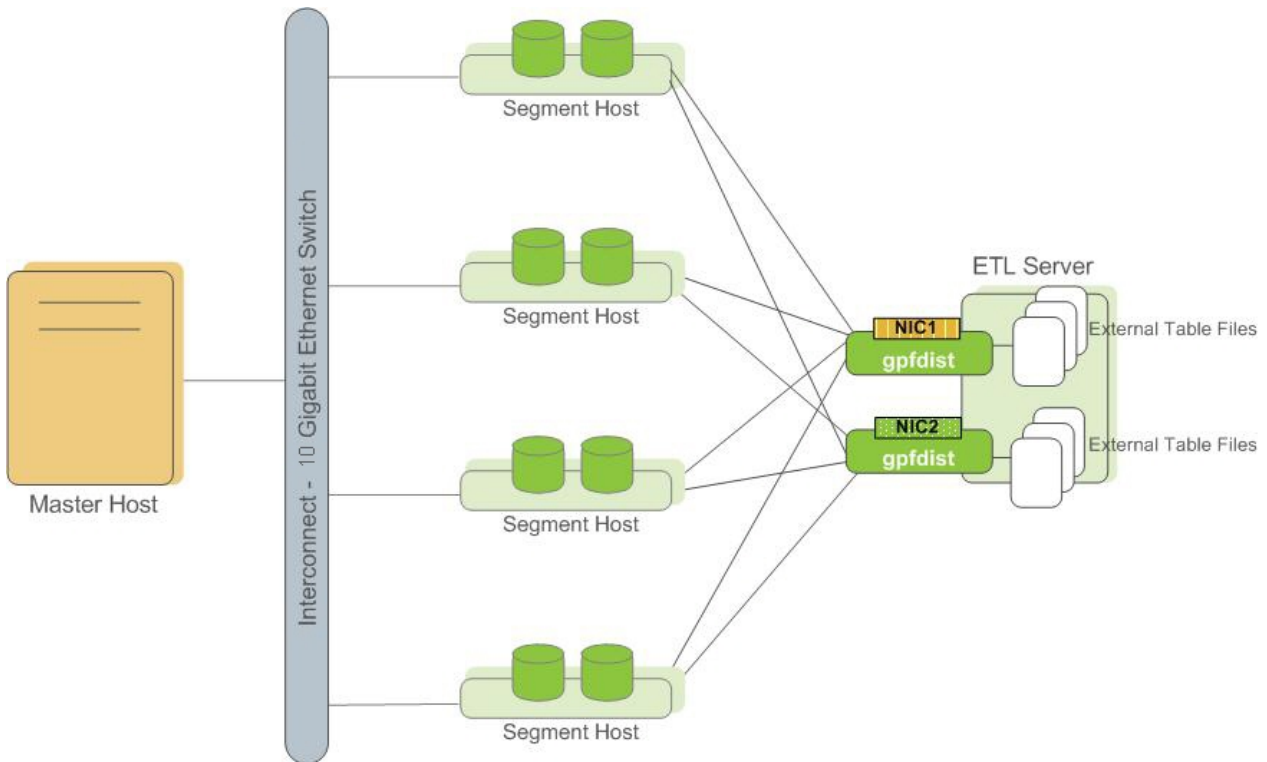 Segment Host
Segment Host
Segment Host
Segment Host
Interconnect - 10 Gigabit Ethernet Switch
Master Host
ETL Server
NIC1
gpfdist
External Table Files
NIC2
gpfdist
External Table Files